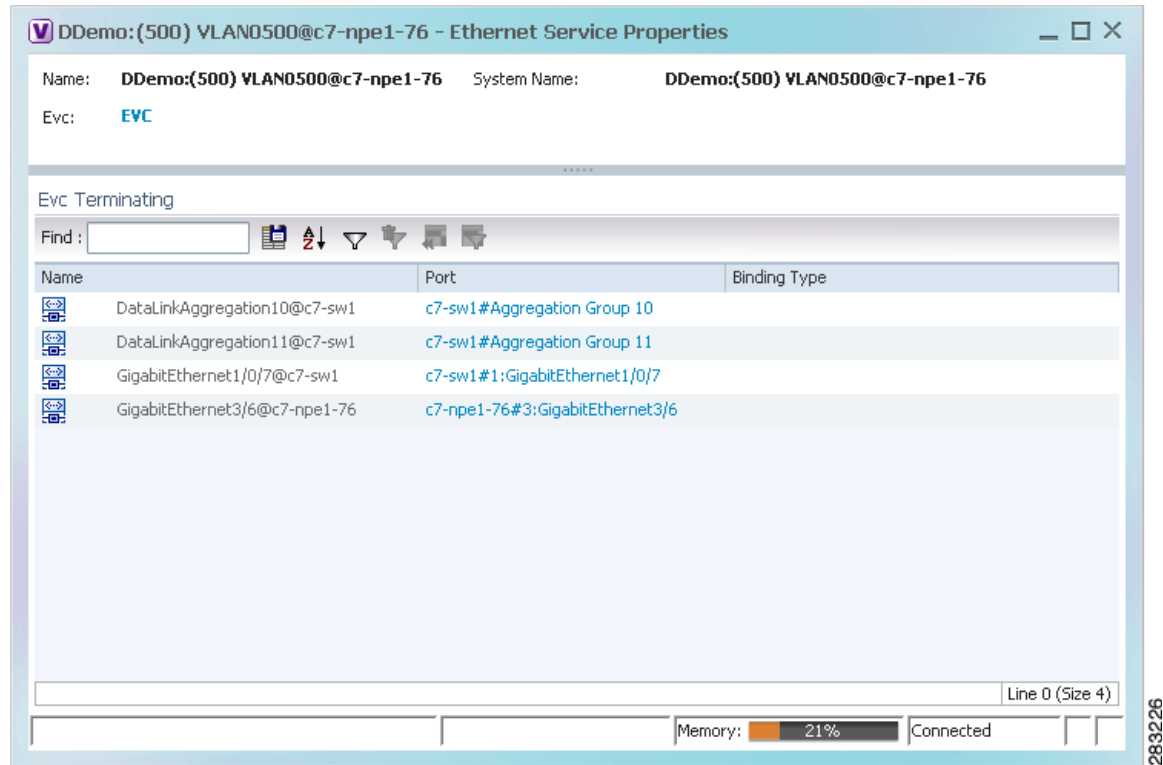 DDemo:(500) VLAN0500@c7-npe1-76 - Ethernet Service Properties
Name: DDemo:(500) VLAN0500@c7-npe1-76 System Name: DDemo:(500) VLAN0500@c7-npe1-76
Evc: EVC
Evc Terminating
Find :
Name Port Binding Type
DataLinkAggregation10@c7-sw1 c7-sw1#Aggregation Group 10
DataLinkAggregation11@c7-sw1 c7-sw1#Aggregation Group 11
GigabitEthernet1/0/7@c7-sw1 c7-sw1#1:GigabitEthernet1/0/7
GigabitEthernet3/6@c7-npe1-76 c7-npe1-76#3:GigabitEthernet3/6
Line 0 (Size 4)
Memory: 21% Connected
283226